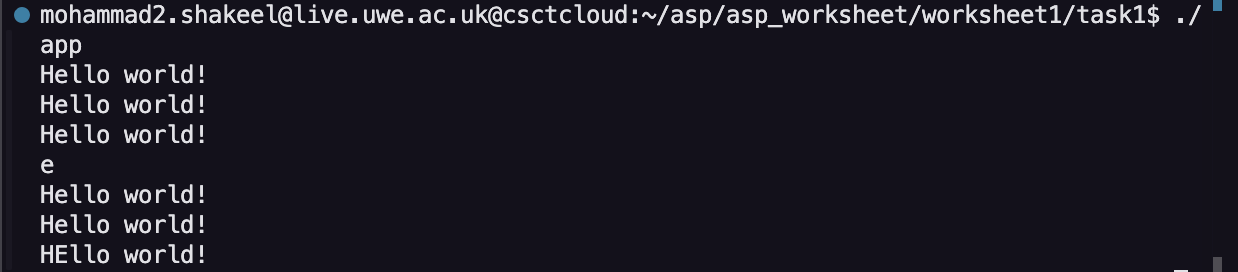 mohammad2.shakeel@live.uwe.ac.uk@csctcloud:~/asp/asp_worksheet/worksheet1/task1$ ./
app
Hello world!
Hello world!
Hello world!
e
Hello world!
Hello world!
HEllo world!